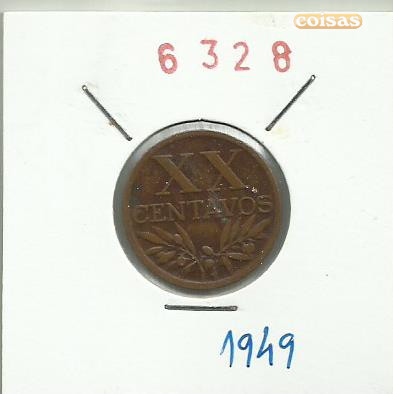 coisas
6 3 2 8
XX
CENTAVOS
1949